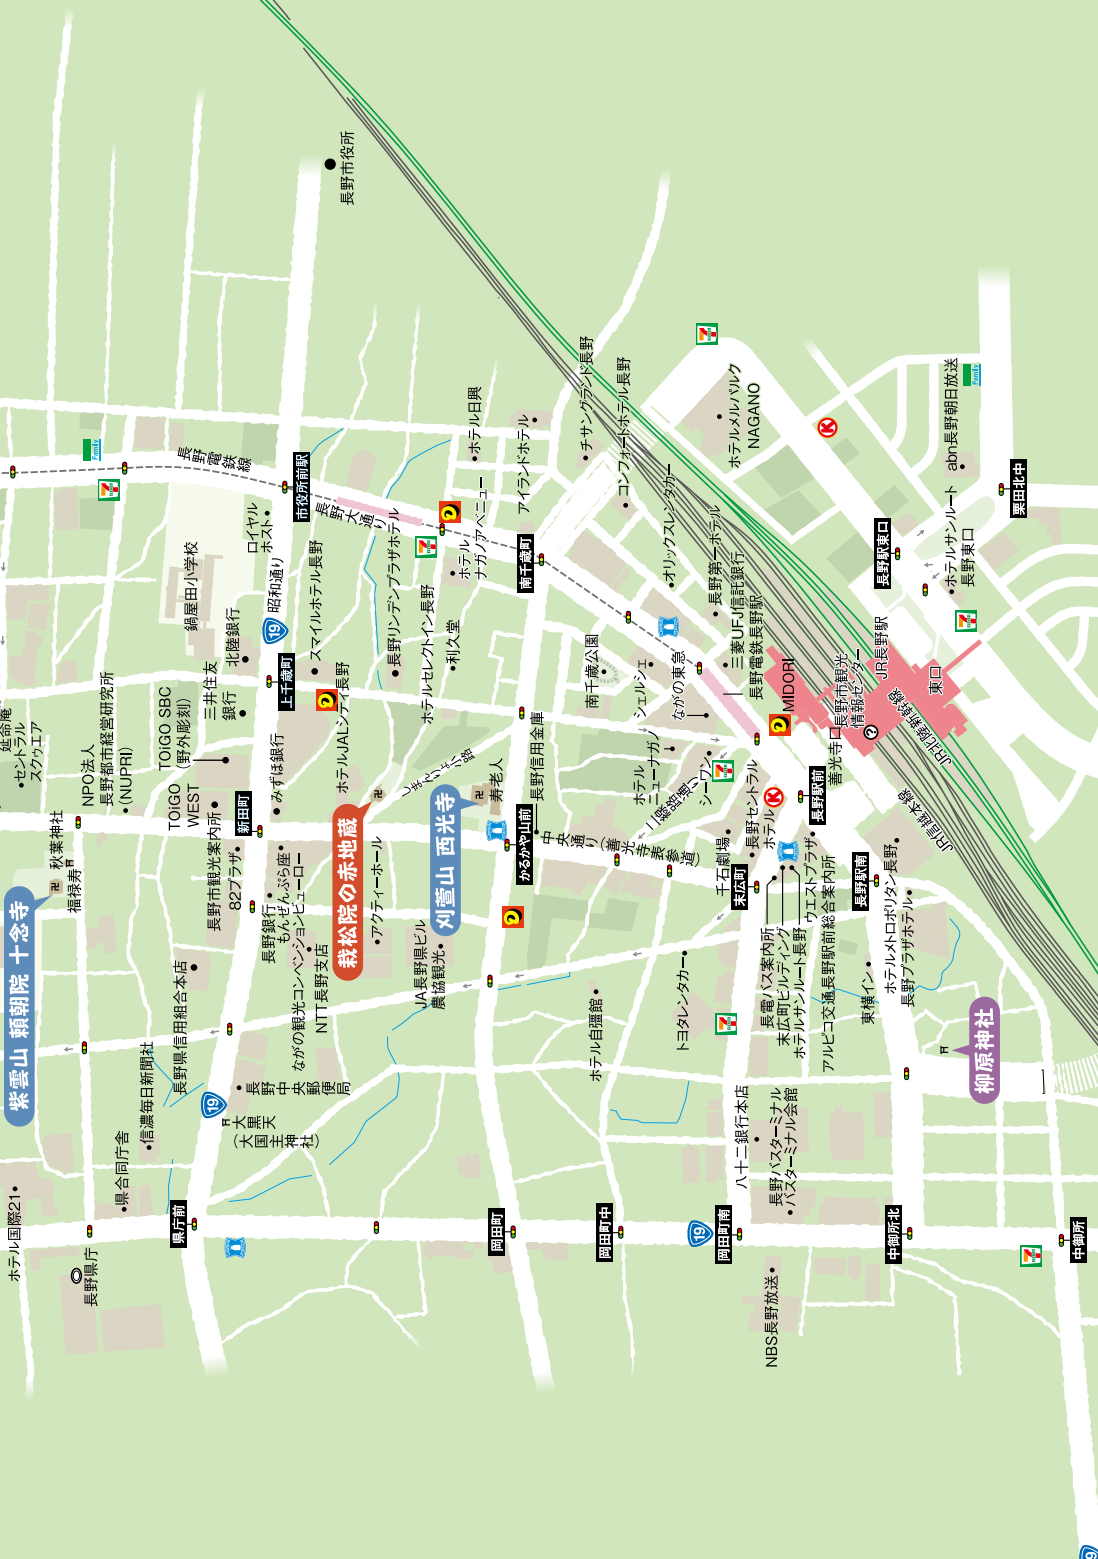 長野市役所
長野電鉄線
市役所前駅
長野大通り
ロイヤル
ホスト
昭和通り
鍋屋田小学校
北陸銀行
三井住友
銀行
上千歳町
スマイルホテル長野
長野リンデンプラザホテル
ホテルJALシティ長野
ホテルセレクトイン長野
利久堂
ホテル
ナガノアベニュー
ホテル日興
アイランドホテル
南千歳町
チサングランド長野
コンフォートホテル長野
オリックスレンタカー
長野第一ホテル
三菱UFJ信託銀行
長野電鉄長野駅
南千歳公園
シェルシェ
ながの東急
ホテル
ニューナガノ
シーワン
二線路通り
しまんりょ小路
ホテルメルパルク
NAGANO
abn長野朝日放送
Family
Family
栗田北中
長野駅東口
ホテルサンルート
長野東口
JR長野駅
東口
MIDORI
長野市観光
情報センター
善光寺口
JR北陸新幹線
JR信越本線
長野駅前
長野セントラル
ホテル
千石劇場
末広町
ウエストプラザ
長野駅南
長電バス案内所
末広町ビルディング
ホテルサンルート長野
アルピコ交通長野駅前総合案内所
ホテルメトロポリタン長野
長野プラザホテル
東横イン
柳原神社
延命庵
セントラル
スクゥエア
NPO法人
長野都市経営研究所
(NUPRI)
TOiGO SBC
(野外彫刻)
TOiGO
WEST
みずほ銀行
新田町
秋葉神社
福禄寿
紫雲山 頼朝院 十念寺
長野市観光案内所
82プラザ
長野銀行
もんぜんぷら座
ながの観光コンベンションビューロー
NTT長野支店
栽松院の赤地蔵
アクティーホール
刈萱山 西光寺
寿老人
かるかや山前
長野信用金庫
中央通り(善光寺表参道)
JA長野県ビル
農協観光
長野県信用組合本店
信濃毎日新聞社
県合同庁舎
19
長野中央郵便局
大黒天
(大国主神社)
ホテル国際21
長野県庁
県庁前
岡田町
岡田町中
19
岡田町南
中御所北
中御所
ホテル自彊館
トヨタレンタカー
八十二銀行本店
長野バスターミナル
バスターミナル会館
NBS長野放送
19
19